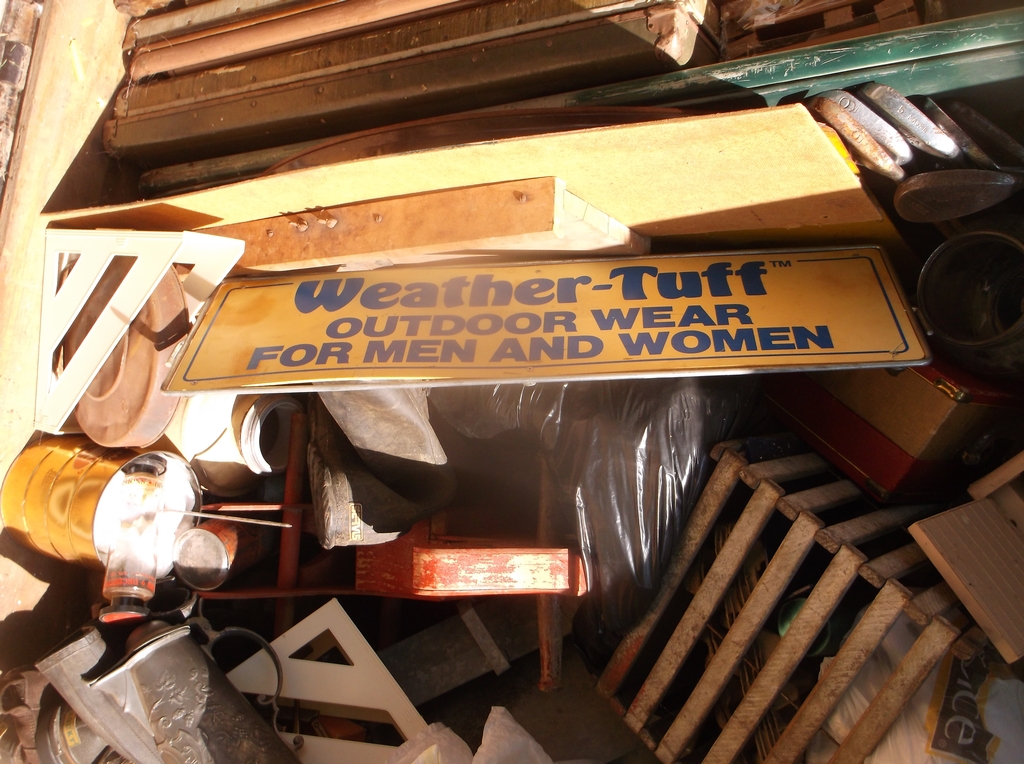 Weather-Tuff™
OUTDOOR WEAR
FOR MEN AND WOMEN